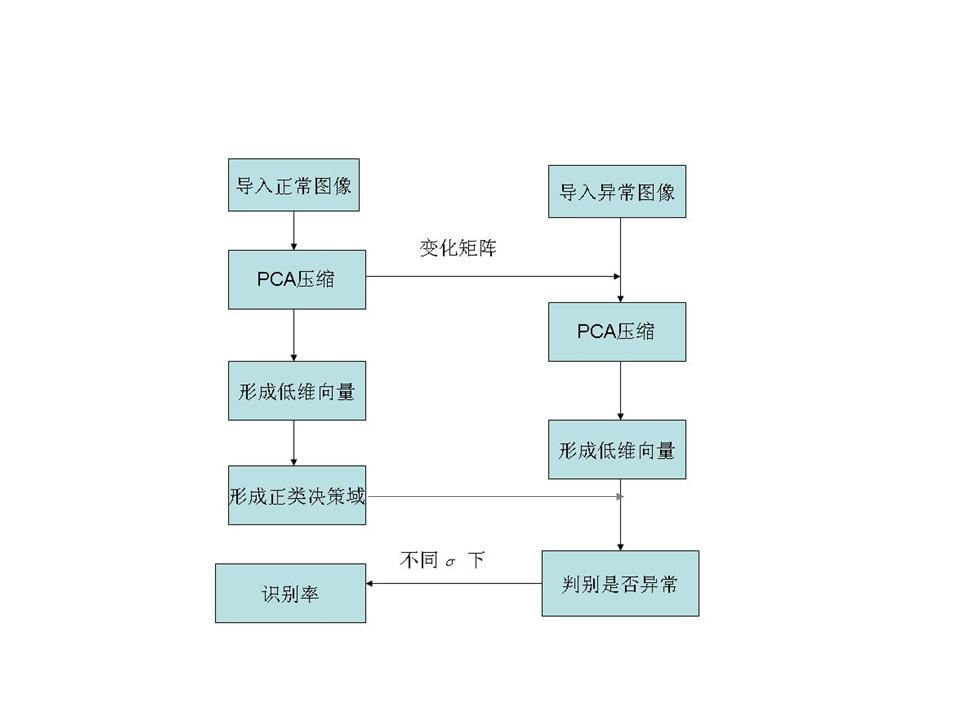 导入正常图像
导入异常图像
变化矩阵
PCA压缩
PCA压缩
形成低维向量
形成低维向量
形成正类决策域
不同σ 下
判别是否异常
识别率